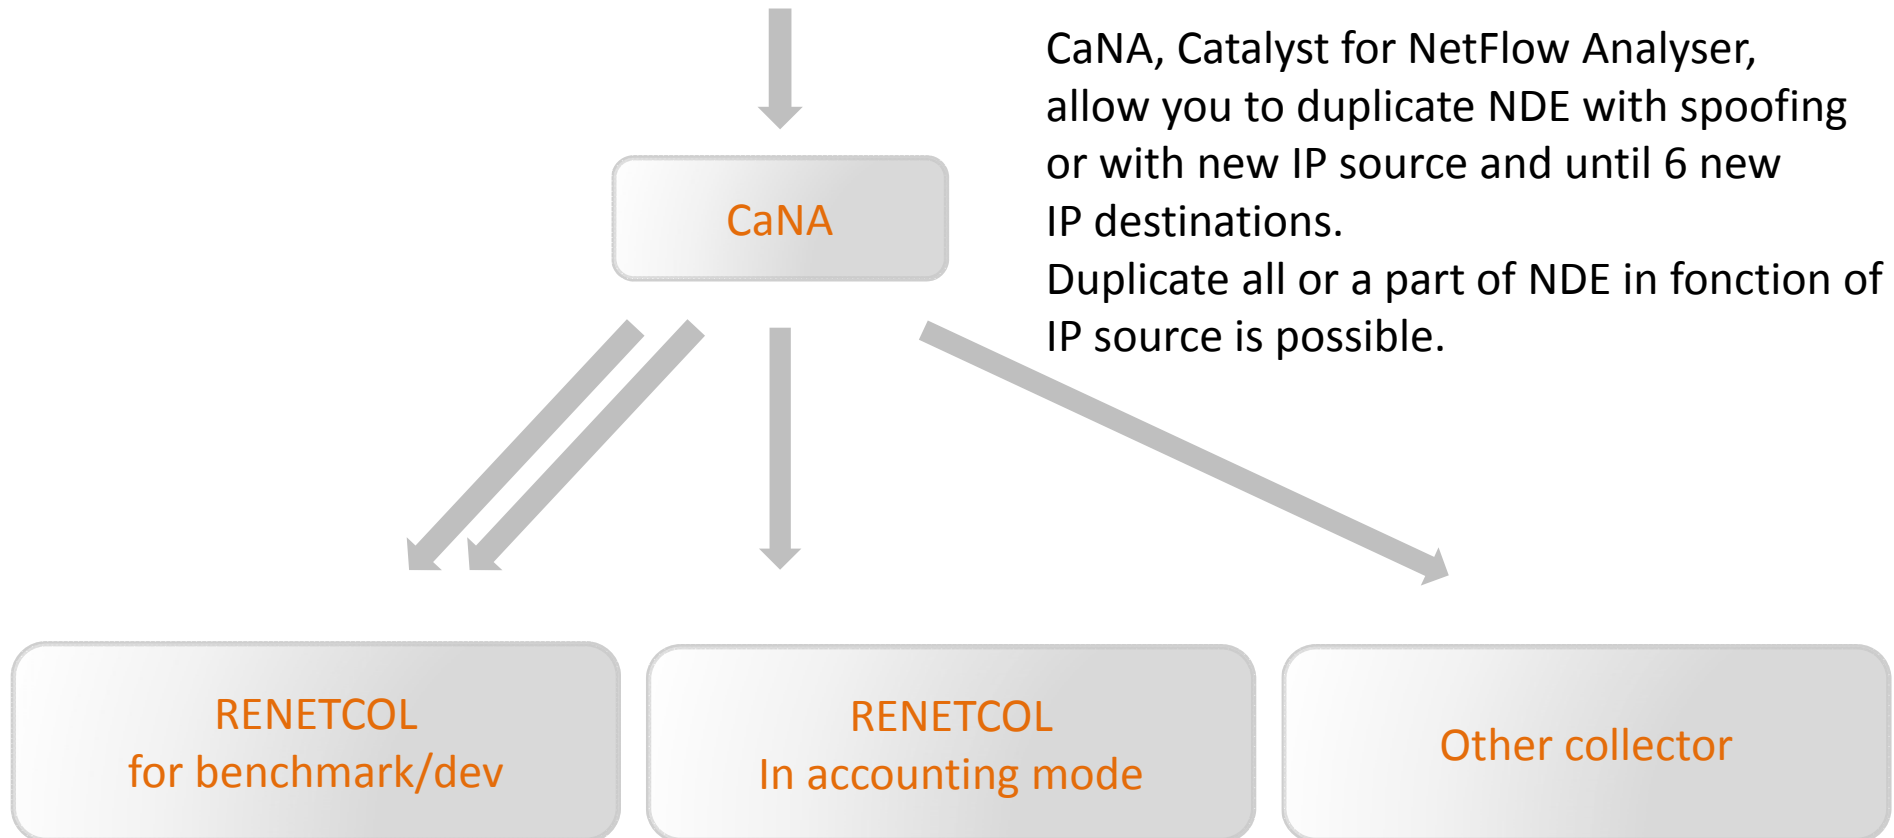 CaNA, Catalyst for NetFlow Analyser,
allow you to duplicate NDE with spoofing
or with new IP source and until 6 new
IP destinations.
Duplicate all or a part of NDE in fonction of
IP source is possible.
CaNA
RENETCOL
for benchmark/dev
RENETCOL
In accounting mode
Other collector